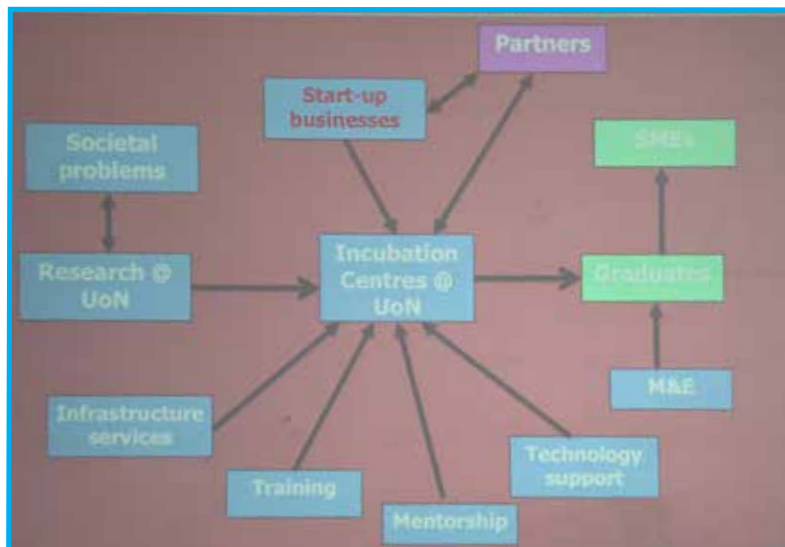 Partners
Start-up
businesses
Societal
problems
SMEs
Incubation
Centres @
UoN
Research @
UoN
Graduates
M&E
Infrastructure
services
Technology
support
Training
Mentorship